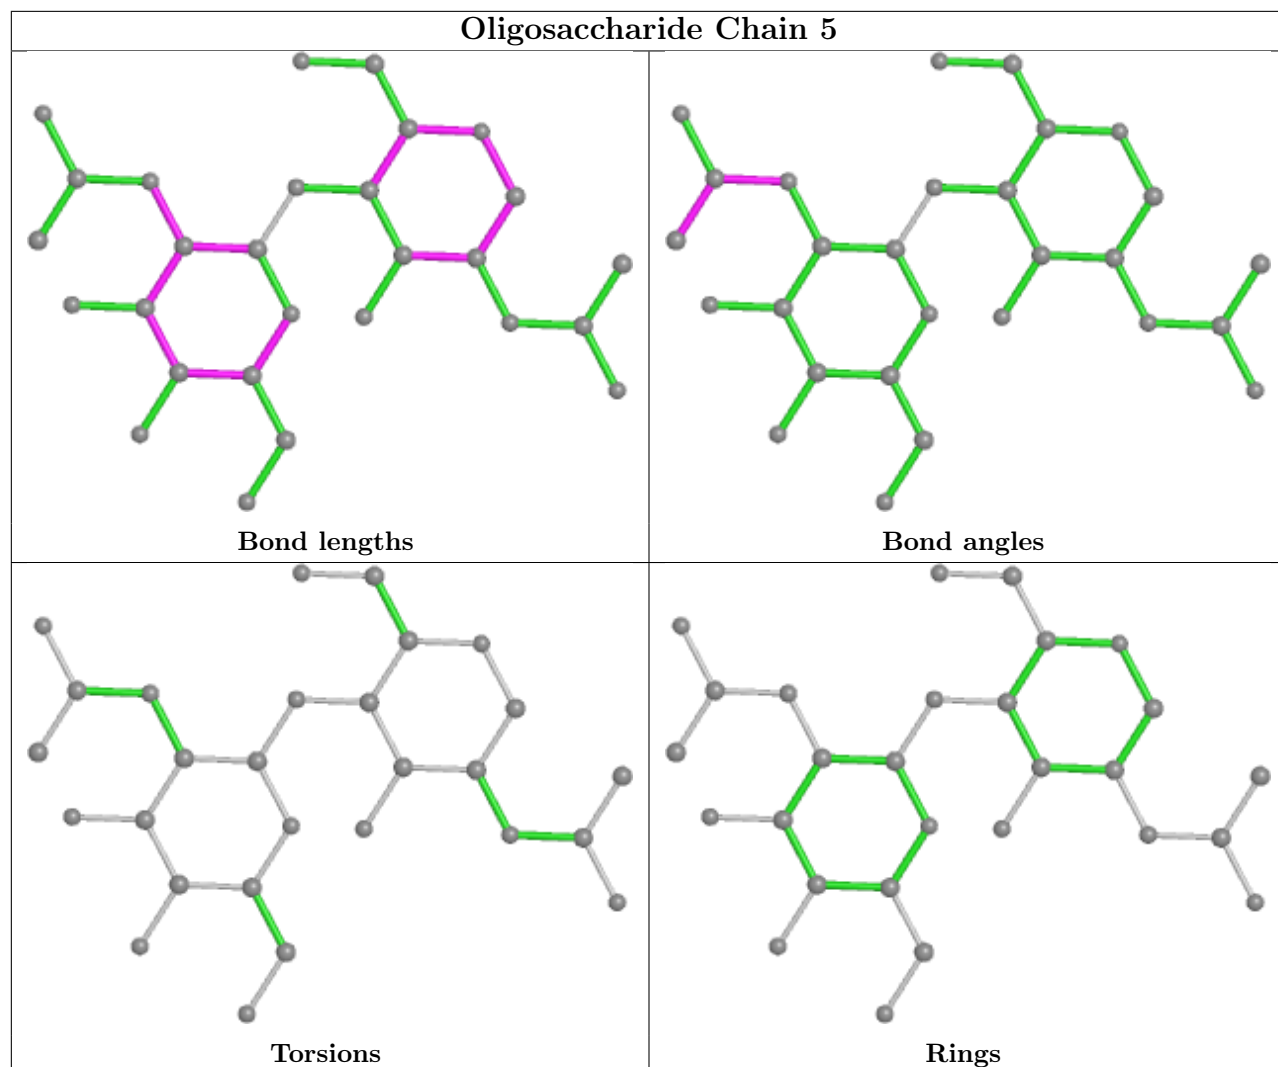 Oligosaccharide Chain 5
Bond lengths
Bond angles
Torsions
Rings